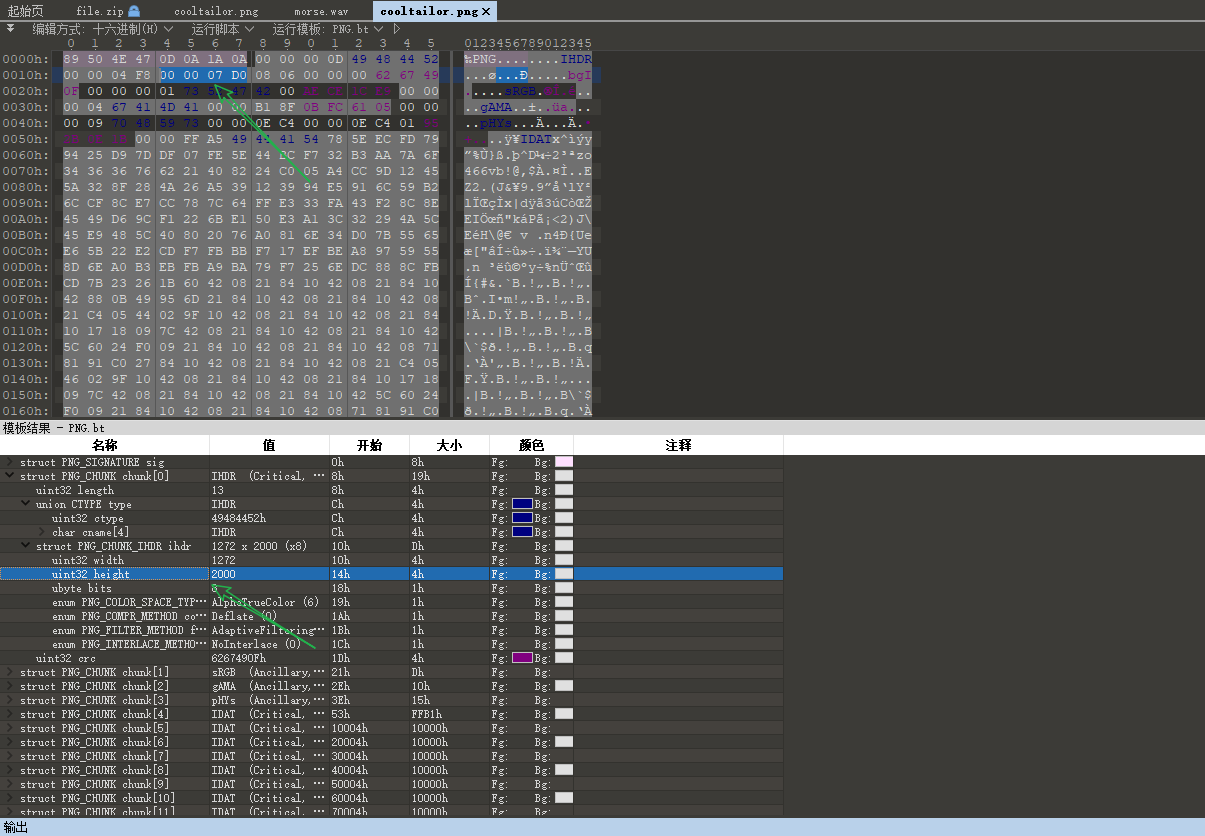 起始页 file.zip cooltailor.png morse.wav cooltailor.png ×
编辑方式: 十六进制(H) 运行脚本 运行模板: PNG.bt
0 1 2 3 4 5 6 7 8 9 0 1 2 3 4 5 0123456789012345
0000h: 89 50 4E 47 0D 0A 1A 0A 00 00 00 0D 49 48 44 52 ‰PNG........IHDR
0010h: 00 00 04 F8 00 00 07 D0 08 06 00 00 00 62 67 49 ...ø...Ð.....bgI
0020h: 0F 00 00 00 01 73 47 42 00 00 00 .....sRGB.
0030h: 00 04 67 41 4D 41 00 00 B1 8F 0B FC 61 05 00 00 ..gAMA..±..üa...
0040h: 00 09 70 48 59 73 00 00 0E C4 00 00 0E C4 01 ..pHYs...Ä...Ä.
0050h: 00 00 FF A5 49 44 41 54 78 5E EC FD 79 ..ÿ¥IDATx^ìýy
0060h: 94 25 D9 7D DF 07 FE 5E 44 BC F7 32 B3 AA 7A 6F ”%Ù}ß.þ^D¼÷2³ªzo
0070h: 34 36 36 76 62 21 40 82 24 C0 05 A4 CC 9D 12 45 466vb!@‚$À.¤Ì..E
0080h: 5A 32 8F 28 4A 26 A5 39 12 39 94 E5 91 6C 59 B2 Z2.(J&¥9.9”å‘lY²
0090h: 6C CF 8C E7 CC 78 7C 64 FF E3 33 FA 43 F2 8C 8E lÏŒçÌx|dÿã3úCòŒŽ
00A0h: 45 49 D6 9C F1 22 6B E1 50 E3 A1 3C 32 29 4A 5C EIÖœñ"káPã¡<2)J\
00B0h: 45 E9 48 5C 40 80 20 76 A0 81 6E 34 D0 7B 55 65 EéH\@€ v .n4Ð{Ue
00C0h: E6 5B 22 E2 CD F7 FB BB F7 17 EF BE A8 97 59 55 æ["âÍ÷û»÷.ï¾¨—YU
00D0h: 8D 6E A0 B3 EB FB A9 BA 79 F7 25 6E DC 88 8C FB .n ³ëû©ºy÷%nÜˆŒû
00E0h: CD 7B 23 26 1B 60 42 08 21 84 10 42 08 21 84 10 Í{#&.`B.!„.B.!„.
00F0h: 42 88 0B 49 95 6D 21 84 10 42 08 21 84 10 42 08 Bˆ.I•m!„.B.!„.B.
0100h: 21 C4 05 44 02 9F 10 42 08 21 84 10 42 08 21 84 !Ä.D.Ÿ.B.!„.B.!„
0110h: 10 17 18 09 7C 42 08 21 84 10 42 08 21 84 10 42 ....|B.!„.B.!„.B
0120h: 5C 60 24 F0 09 21 84 10 42 08 21 84 10 42 08 71 \`$ð.!„.B.!„.B.q
0130h: 81 91 C0 27 84 10 42 08 21 84 10 42 08 21 C4 05 .‘À'„.B.!„.B.!Ä.
0140h: 46 02 9F 10 42 08 21 84 10 42 08 21 84 10 17 18 F.Ÿ.B.!„.B.!„...
0150h: 09 7C 42 08 21 84 10 42 08 21 84 10 42 5C 60 24 .|B.!„.B.!„.B\`$
0160h: F0 09 21 84 10 42 08 21 84 10 42 08 71 81 91 C0 ð.!„.B.!„.B.q.‘À
模板结果 - PNG.bt
名称 值 开始 大小 颜色 注释
struct PNG_SIGNATURE sig 0h 8h Fg: Bg:
struct PNG_CHUNK chunk[0] IHDR (Critical, ··· 8h 19h Fg: Bg:
uint32 length 13 8h 4h Fg: Bg:
union CTYPE type IHDR Ch 4h Fg: Bg:
uint32 ctype 49484452h Ch 4h Fg: Bg:
char cname[4] IHDR Ch 4h Fg: Bg:
struct PNG_CHUNK_IHDR ihdr 1272 x 2000 (x8) 10h Dh Fg: Bg:
uint32 width 1272 10h 4h Fg: Bg:
uint32 height 2000 14h 4h Fg: Bg:
ubyte bits 8 18h 1h Fg: Bg:
enum PNG_COLOR_SPACE_TYP··· AlphaTrueColor (6) 19h 1h Fg: Bg:
enum PNG_COMPR_METHOD co··· Deflate (0) 1Ah 1h Fg: Bg:
enum PNG_FILTER_METHOD f··· AdaptiveFiltering··· 1Bh 1h Fg: Bg:
enum PNG_INTERLACE_METHO··· NoInterlace (0) 1Ch 1h Fg: Bg:
uint32 crc 6267490Fh 1Dh 4h Fg: Bg:
struct PNG_CHUNK chunk[1] sRGB (Ancillary,··· 21h Dh Fg: Bg:
struct PNG_CHUNK chunk[2] gAMA (Ancillary,··· 2Eh 10h Fg: Bg:
struct PNG_CHUNK chunk[3] pHYs (Ancillary,··· 3Eh 15h Fg: Bg:
struct PNG_CHUNK chunk[4] IDAT (Critical, ··· 53h FFB1h Fg: Bg:
struct PNG_CHUNK chunk[5] IDAT (Critical, ··· 10004h 10000h Fg: Bg:
struct PNG_CHUNK chunk[6] IDAT (Critical, ··· 20004h 10000h Fg: Bg:
struct PNG_CHUNK chunk[7] IDAT (Critical, ··· 30004h 10000h Fg: Bg:
struct PNG_CHUNK chunk[8] IDAT (Critical, ··· 40004h 10000h Fg: Bg:
struct PNG_CHUNK chunk[9] IDAT (Critical, ··· 50004h 10000h Fg: Bg:
struct PNG_CHUNK chunk[10] IDAT (Critical, ··· 60004h 10000h Fg: Bg:
struct PNG_CHUNK chunk[11] IDAT (Critical, ··· 70004h 10000h Fg: Bg:
输出